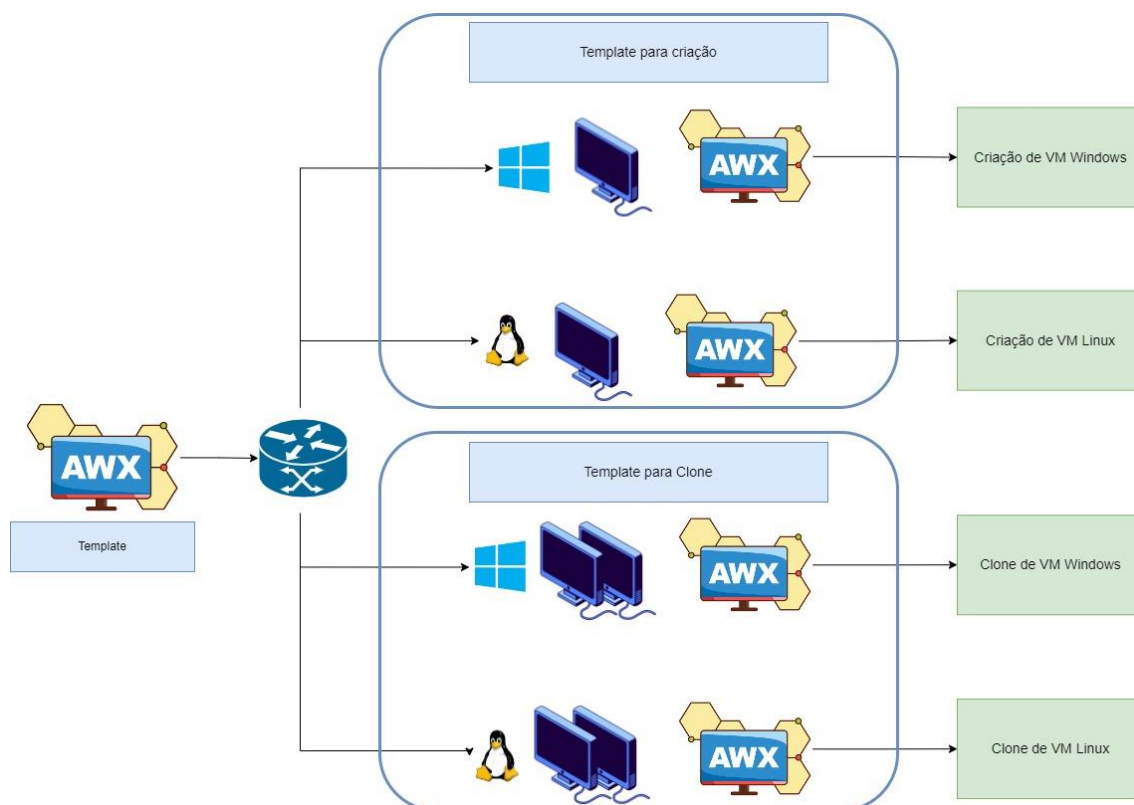 Template para criação
AWX
Criação de VM Windows
AWX
Criação de VM Linux
AWX
Template
Template para Clone
AWX
Clone de VM Windows
AWX
Clone de VM Linux